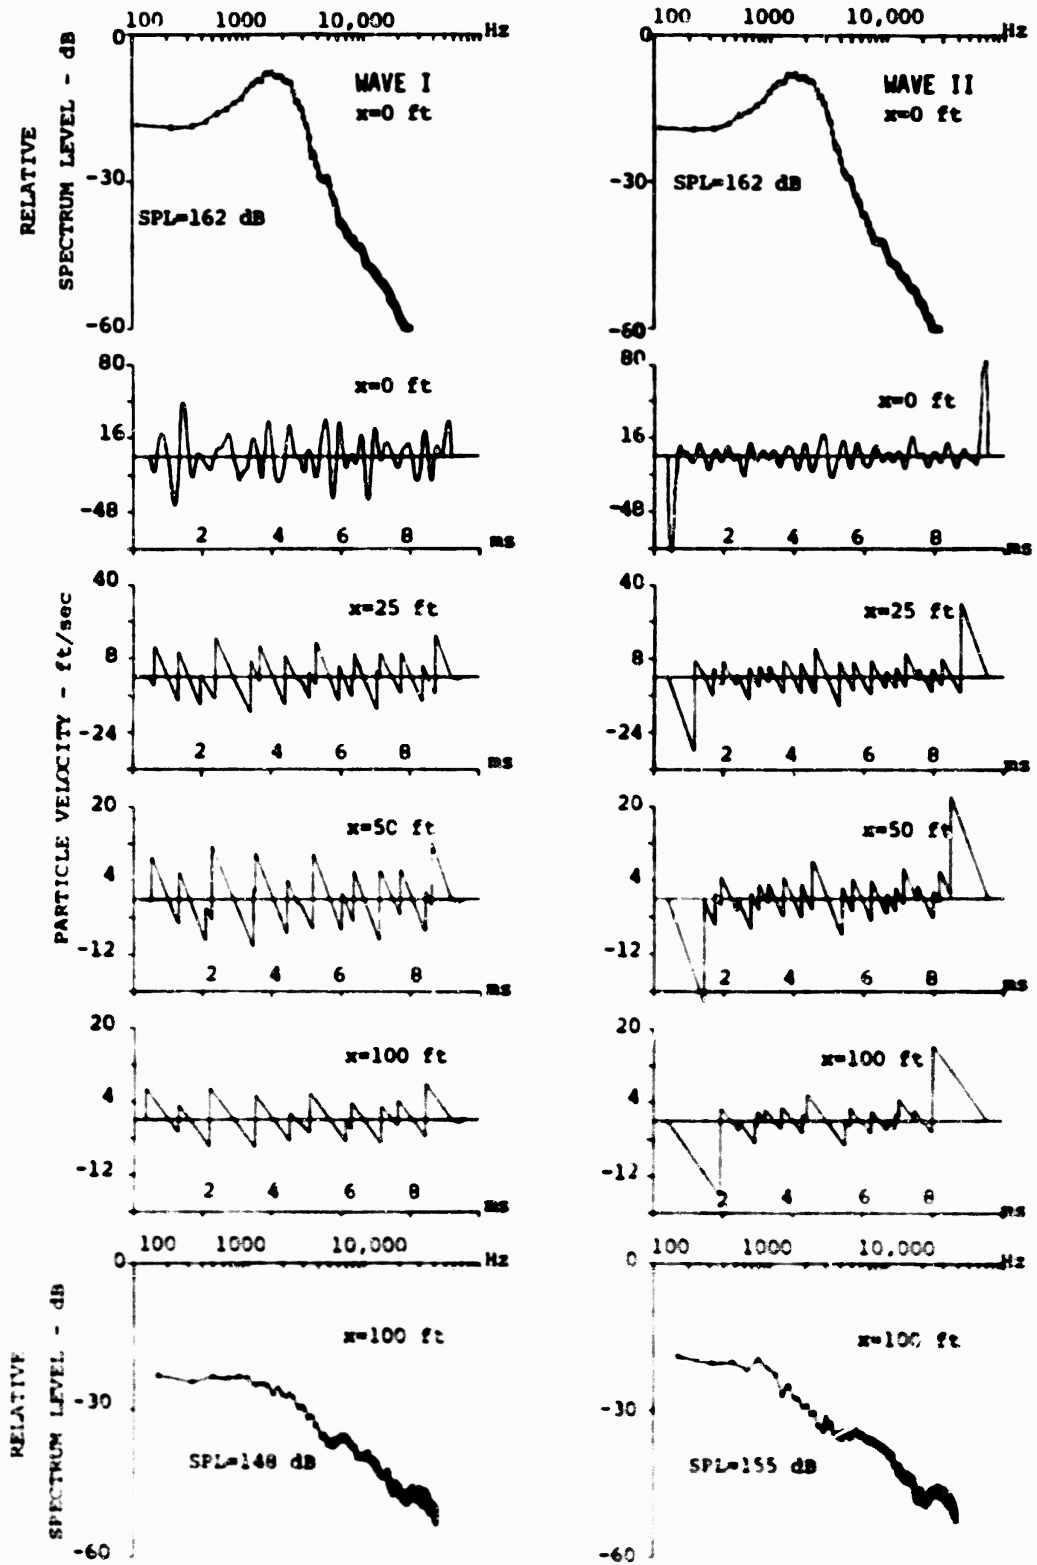 100 1000 10,000 Hz
0
WAVE I
x=0 ft
-30
SPL=162 dB
-60
RELATIVE
SPECTRUM LEVEL - dB
100 1000 10,000 Hz
0
WAVE II
x=0 ft
-30
SPL=162 dB
-60
80
x=0 ft
16
-48
2 4 6 8 ms
80
x=0 ft
16
-48
2 4 6 8 ms
PARTICLE VELOCITY - ft/sec
40
x=25 ft
8
-24
2 4 6 8 ms
40
x=25 ft
8
-24
2 4 6 8 ms
20
x=50 ft
4
-12
2 4 6 8 ms
20
x=50 ft
4
-12
2 4 6 8 ms
20
x=100 ft
4
-12
2 4 6 8 ms
20
x=100 ft
4
-12
2 4 6 8 ms
100 1000 10,000 Hz
0
x=100 ft
-30
SPL=148 dB
-60
RELATIVE
SPECTRUM LEVEL - dB
100 1000 10,000 Hz
0
x=100 ft
-30
SPL=155 dB
-60